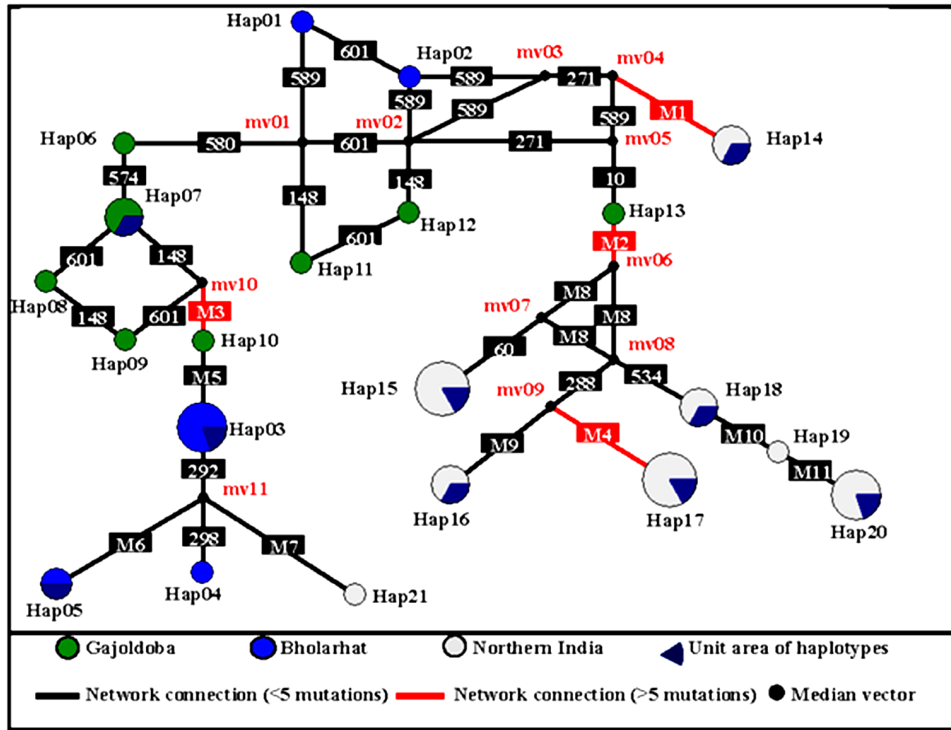 Hap01
601
Hap02
mv03
mv04
589
589
271
589
589
M1
Hap06
mv01
mv02
580
601
271
589
mv05
Hap14
574
Hap07
148
148
10
Hap12
Hap13
601
148
601
M2
Hap11
mv06
Hap08
mv10
M3
mv07
M8
M8
148
601
Hap10
M8
mv08
Hap09
60
M5
Hap15
mv09
288
534
Hap18
Hap03
M10
Hap19
M9
M4
292
M11
mv11
Hap16
Hap17
Hap20
M6
298
M7
Hap05
Hap04
Hap21
Gajoldoba
Bholarhat
Northern India
Unit area of haplotypes
Network connection (<5 mutations)
Network connection (>5 mutations)
Median vector